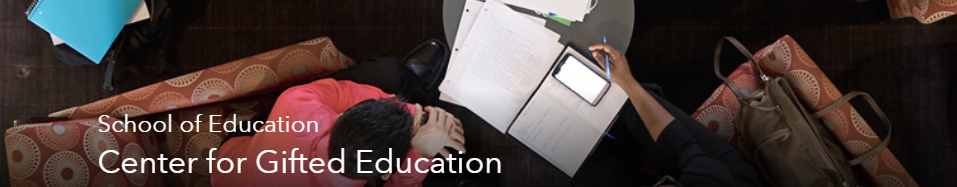 School of Education
Center for Gifted Education